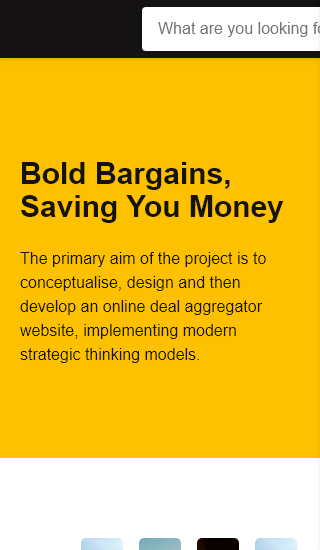 What are you looking fo
Bold Bargains,
Saving You Money
The primary aim of the project is to
conceptualise, design and then
develop an online deal aggregator
website, implementing modern
strategic thinking models.